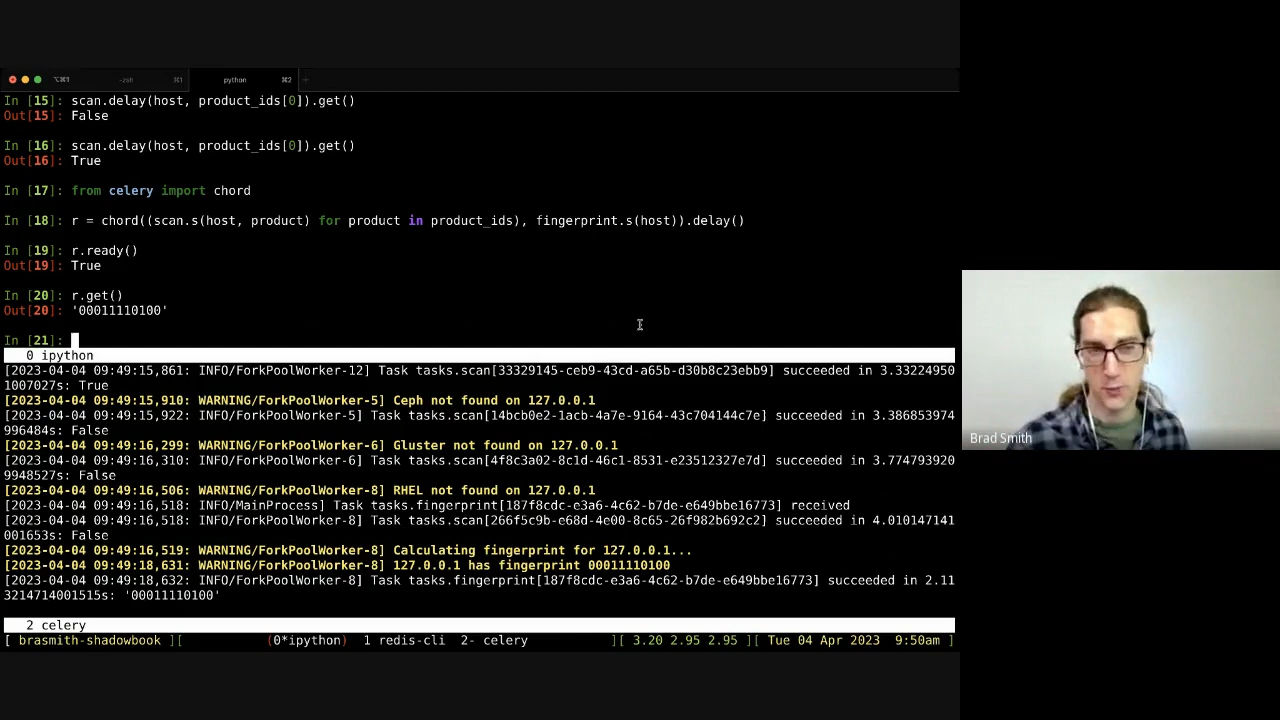 ⌥⌘1 -zsh ⌘1 python ⌘2 +
In [15]: scan.delay(host, product_ids[0]).get()
Out[15]: False
In [16]: scan.delay(host, product_ids[0]).get()
Out[16]: True
In [17]: from celery import chord
In [18]: r = chord((scan.s(host, product) for product in product_ids), fingerprint.s(host)).delay()
In [19]: r.ready()
Out[19]: True
In [20]: r.get()
Out[20]: '00011110100'
In [21]:
0 ipython
[2023-04-04 09:49:15,861: INFO/ForkPoolWorker-12] Task tasks.scan[33329145-ceb9-43cd-a65b-d30b8c23ebb9] succeeded in 3.33224950
1007027s: True
[2023-04-04 09:49:15,910: WARNING/ForkPoolWorker-5] Ceph not found on 127.0.0.1
[2023-04-04 09:49:15,922: INFO/ForkPoolWorker-5] Task tasks.scan[14bcb0e2-1acb-4a7e-9164-43c704144c7e] succeeded in 3.386853974
996484s: False
[2023-04-04 09:49:16,299: WARNING/ForkPoolWorker-6] Gluster not found on 127.0.0.1
[2023-04-04 09:49:16,310: INFO/ForkPoolWorker-6] Task tasks.scan[4f8c3a02-8c1d-46c1-8531-e23512327e7d] succeeded in 3.774793920
9948527s: False
[2023-04-04 09:49:16,506: WARNING/ForkPoolWorker-8] RHEL not found on 127.0.0.1
[2023-04-04 09:49:16,518: INFO/MainProcess] Task tasks.fingerprint[187f8cdc-e3a6-4c62-b7de-e649bbe16773] received
[2023-04-04 09:49:16,518: INFO/ForkPoolWorker-8] Task tasks.scan[266f5c9b-e68d-4e00-8c65-26f982b692c2] succeeded in 4.010147141
001653s: False
[2023-04-04 09:49:16,519: WARNING/ForkPoolWorker-8] Calculating fingerprint for 127.0.0.1...
[2023-04-04 09:49:18,631: WARNING/ForkPoolWorker-8] 127.0.0.1 has fingerprint 00011110100
[2023-04-04 09:49:18,632: INFO/ForkPoolWorker-8] Task tasks.fingerprint[187f8cdc-e3a6-4c62-b7de-e649bbe16773] succeeded in 2.11
3214714001515s: '00011110100'
2 celery
[ brasmith-shadowbook ][ (0*ipython) 1 redis-cli 2- celery ][ 3.20 2.95 2.95 ][ Tue 04 Apr 2023 9:50am ]
Brad Smith